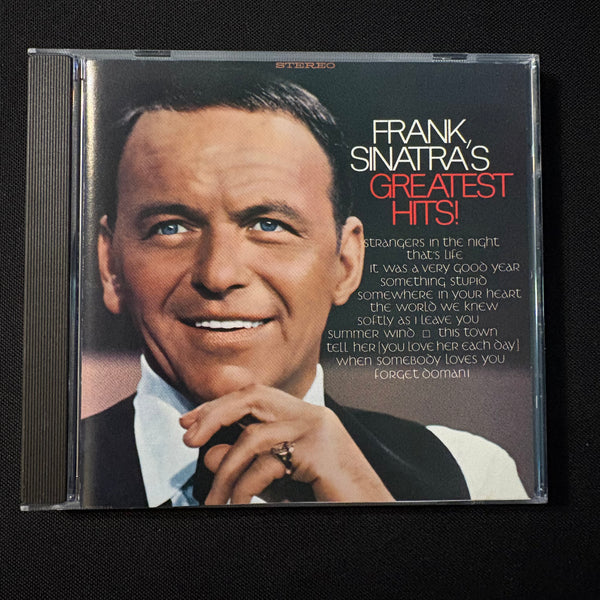 STEREO
FRANK
SINATRA'S
GREATEST
HITS!
strangers in the night
that's life
it was a very good year
something stupid
somewhere in your heart
the world we knew
softly as i leave you
summer wind □ this town
tell her [you love her each day]
when somebody loves you
forget domani